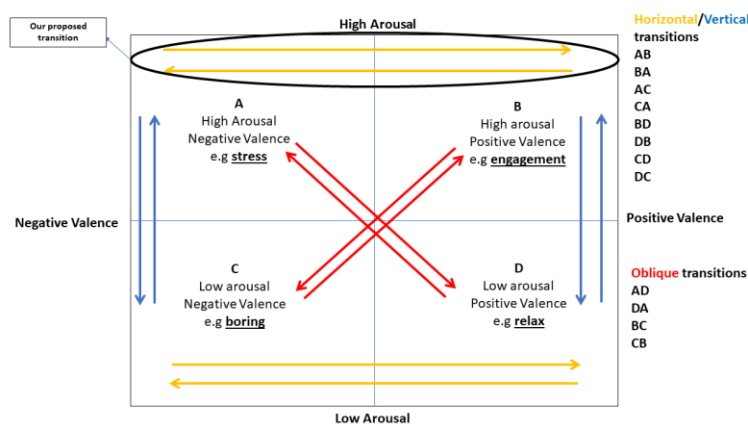 Our proposed
transition
High Arousal
Horizontal/Vertical
transitions
AB
BA
AC
CA
BD
DB
CD
DC
A
High Arousal
Negative Valence
e.g stress
B
High arousal
Positive Valence
e.g engagement
Negative Valence
Positive Valence
C
Low arousal
Negative Valence
e.g boring
D
Low arousal
Positive Valence
e.g relax
Oblique transitions
AD
DA
BC
CB
Low Arousal